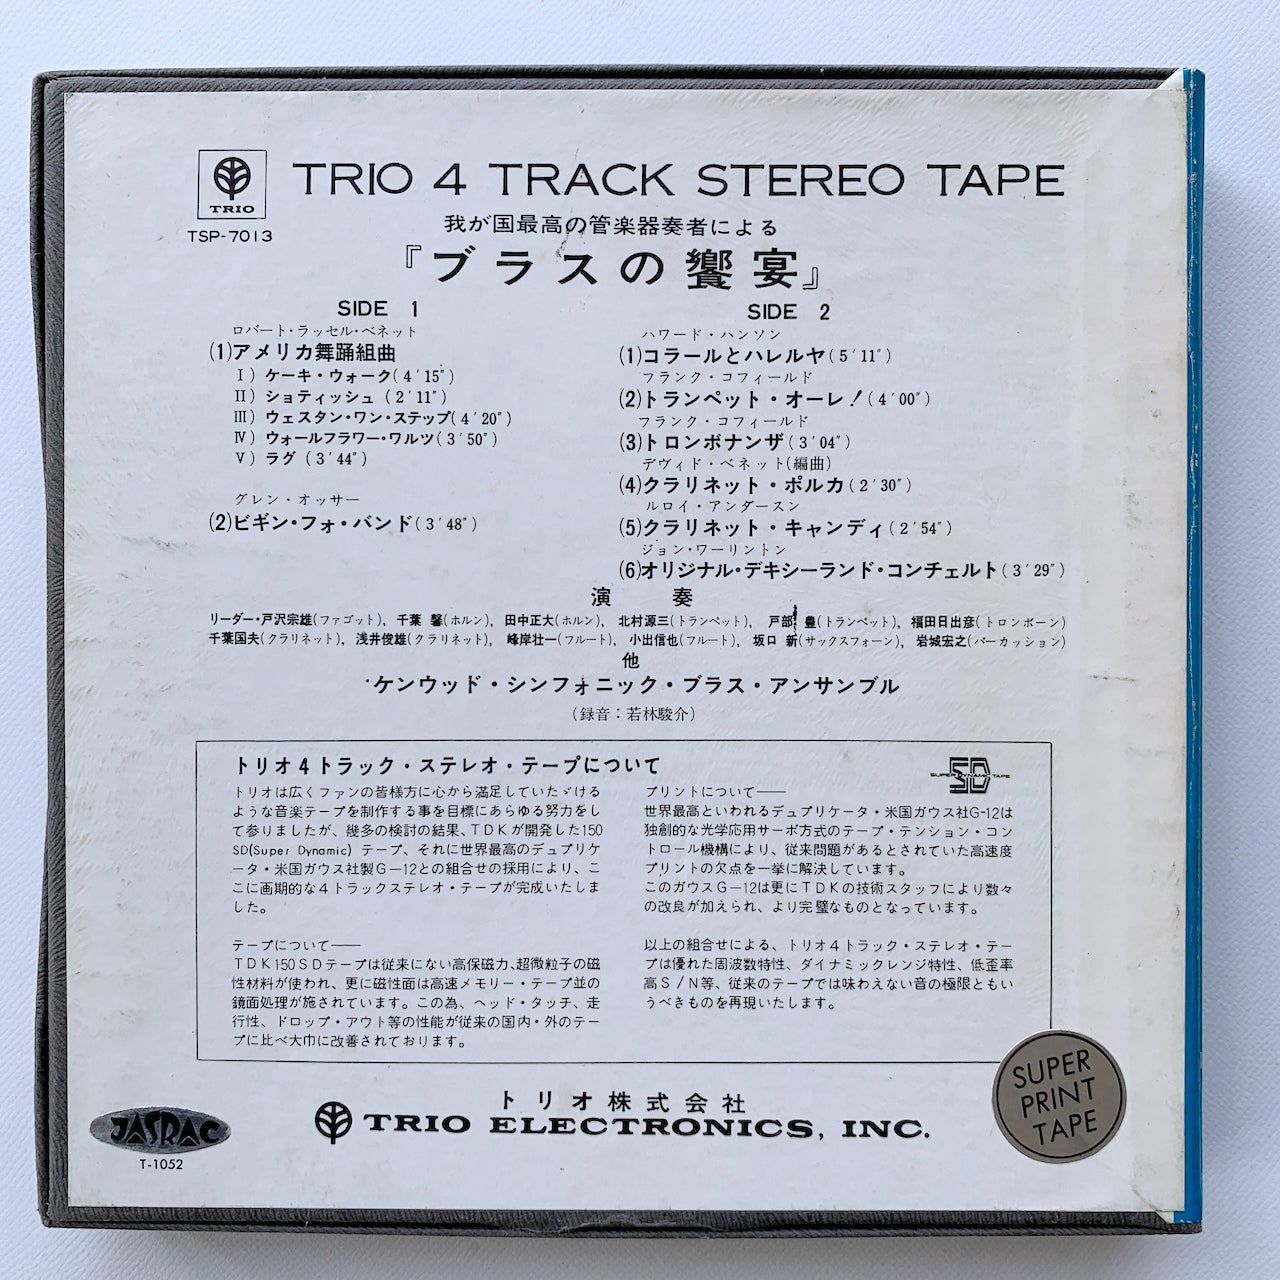 TRIO
TSP-7013
TRIO 4 TRACK STEREO TAPE
我が国最高の管楽器奏者による
『ブラスの饗宴』
SIDE 1
ロバート・ラッセル・ベネット
(1)アメリカ舞踊組曲
Ⅰ) ケーキ・ウォーク(4'15")
Ⅱ) ショティッシュ (2'11")
Ⅲ) ウェスタン・ワン・ステップ(4'20")
Ⅳ) ウォールフラワー・ワルツ(3'50")
Ⅴ) ラグ (3'44")
グレン・オッサー
(2)ビギン・フォ・バンド(3'48")
SIDE 2
ハワード・ハンソン
(1)コラールとハレルヤ(5'11")
フランク・コフィールド
(2)トランペット・オーレ!(4'00")
フランク・コフィールド
(3)トロンボナンザ(3'04")
デヴィド・ベネット(編曲)
(4)クラリネット・ポルカ(2'30")
ルロイ・アンダースン
(5)クラリネット・キャンディ(2'54")
ジョン・ワーリントン
(6)オリジナル・デキシーランド・コンチェルト(3'29")
演奏
リーダー・戸沢宗雄(ファゴット), 千葉 馨(ホルン), 田中正大(ホルン), 北村源三(トランペット), 戸部 豊(トランペット), 福田日出彦(トロンボーン)
千葉国夫(クラリネット), 浅井俊雄(クラリネット), 峰岸壮一(フルート), 小出信也(フルート), 坂口 新(サックスフォーン), 岩城宏之(パーカッション)
他
ケンウッド・シンフォニック・ブラス・アンサンブル
(録音:若林駿介)
トリオ4トラック・ステレオ・テープについて
トリオは広くファンの皆様方に心から満足していたゞける
ような音楽テープを制作する事を目標にあらゆる努力をし
て参りましたが、幾多の検討の結果、TDKが開発した150
SD(Super Dynamic) テープ、それに世界最高のデュプリケ
ータ・米国ガウス社製G-12との組合せの採用により、こ
こに画期的な4トラックステレオ・テープが完成いたしま
した。
テープについて――
TDK150SDテープは従来にない高保磁力、超微粒子の磁
性材料が使われ、更に磁性面は高速メモリー・テープ並の
鏡面処理が施されています。この為、ヘッド・タッチ、走
行性、ドロップ・アウト等の性能が従来の国内・外のテー
プに比べ大巾に改善されております。
SD
SUPER DYNAMIC TAPE
プリントについて――
世界最高といわれるデュプリケータ・米国ガウス社G-12は
独創的な光学応用サーボ方式のテープ・テンション・コン
トロール機構により、従来問題があるとされていた高速度
プリントの欠点を一挙に解決しています。
このガウスG-12は更にTDKの技術スタッフにより数々
の改良が加えられ、より完璧なものとなっています。
以上の組合せによる、トリオ4トラック・ステレオ・テー
プは優れた周波数特性、ダイナミックレンジ特性、低歪率
高S/N等、従来のテープでは味わえない音の極限ともい
うべきものを再現いたします。
JASRAC
T-1052
トリオ株式会社
TRIO ELECTRONICS, INC.
SUPER
PRINT
TAPE